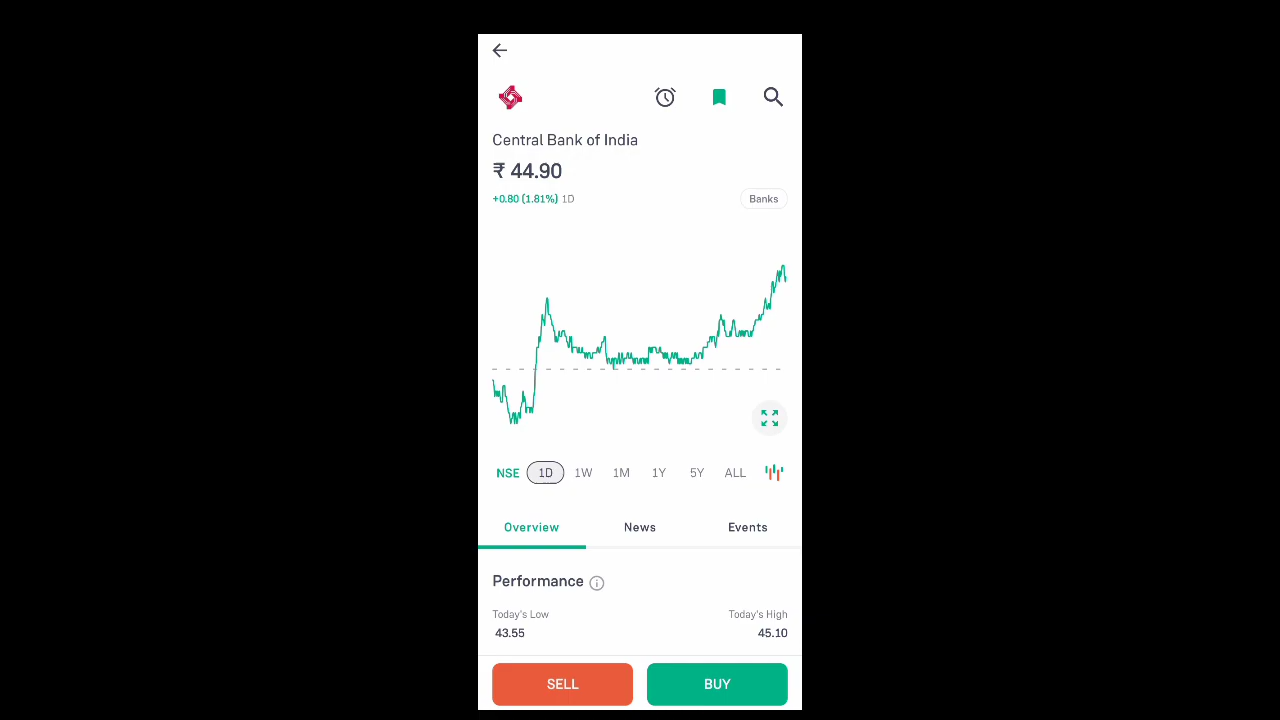 Central Bank of India
₹ 44.90
+0.80 (1.81%) 1D
Banks
NSE 1D 1W 1M 1Y 5Y ALL
Overview News Events
Performance
Today's Low Today's High
43.55 45.10
SELL BUY